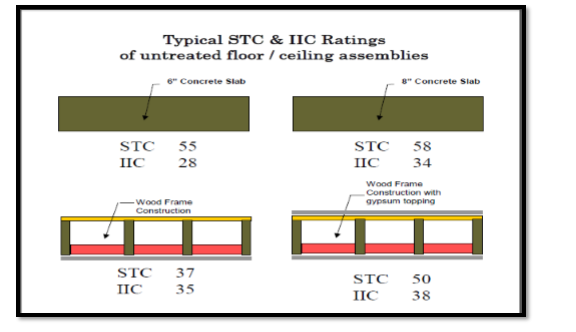 Typical STC & IIC Ratings
of untreated floor / ceiling assemblies
6" Concrete Slab
8" Concrete Slab
STC 55
IIC 28
STC 58
IIC 34
Wood Frame
Construction
Wood Frame
Construction with
gypsum topping
STC 37
IIC 35
STC 50
IIC 38